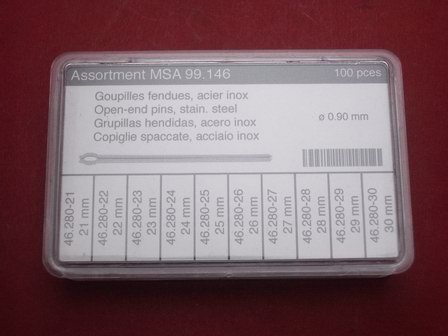 Assortment MSA 99.146 100 pces
Goupilles fendues, acier inox
Open-end pins, stain. steel
Grupillas hendidas, acero inox
Copiglie spaccate, acciaio inox
ø 0.90 mm
46.280-21
21 mm
46.280-22
22 mm
46.280-23
23 mm
46.280-24
24 mm
46.280-25
25 mm
46.280-26
26 mm
46.280-27
27 mm
46.280-28
28 mm
46.280-29
29 mm
46.280-30
30 mm